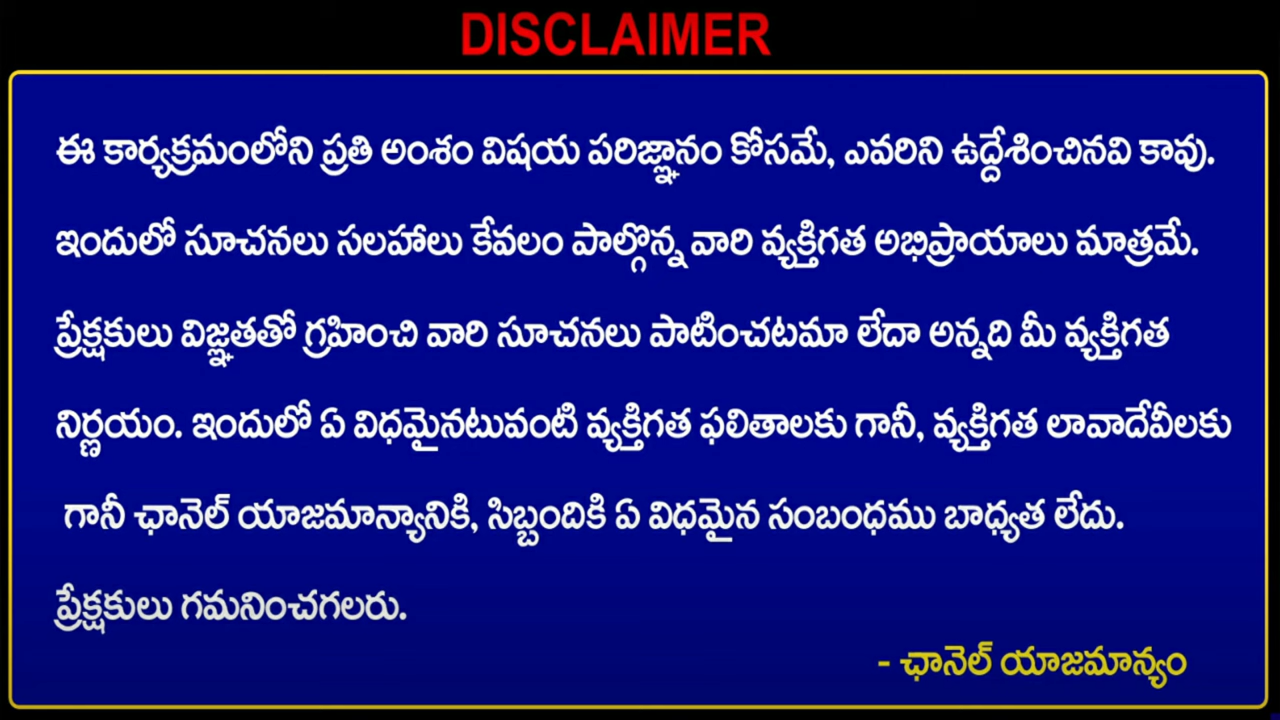 DISCLAIMER
ఈ కార్యక్రమంలోని ప్రతి అంశం విషయ పరిజ్ఞానం కోసమే, ఎవరిని ఉద్దేశించినవి కావు.
ఇందులో సూచనలు సలహాలు కేవలం పాల్గొన్న వారి వ్యక్తిగత అభిప్రాయాలు మాత్రమే.
ప్రేక్షకులు విజ్ఞతతో గ్రహించి వారి సూచనలు పాటించటమా లేదా అన్నది మీ వ్యక్తిగత
నిర్ణయం. ఇందులో ఏ విధమైనటువంటి వ్యక్తిగత ఫలితాలకు గానీ, వ్యక్తిగత లావాదేవీలకు
గానీ ఛానెల్ యాజమాన్యానికి, సిబ్బందికి ఏ విధమైన సంబంధము బాధ్యత లేదు.
ప్రేక్షకులు గమనించగలరు.
- ఛానెల్ యాజమాన్యం